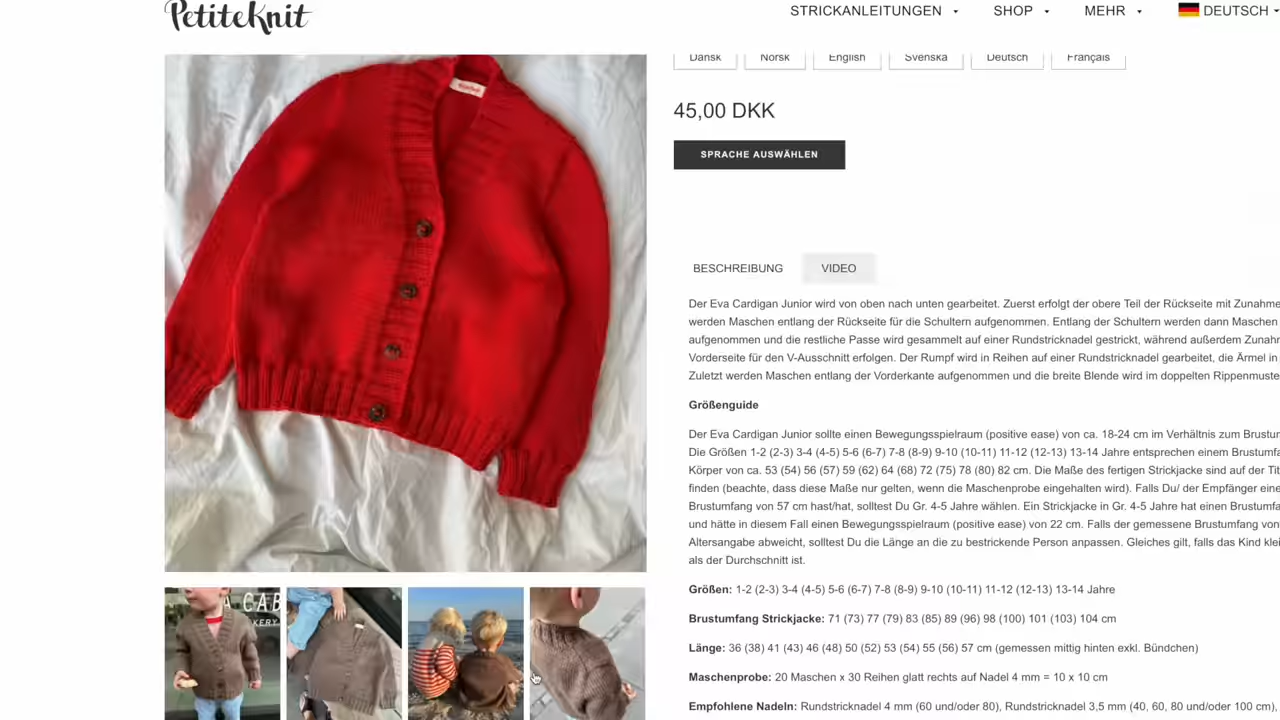 PetiteKnit
STRICKANLEITUNGEN
SHOP
MEHR
DEUTSCH
Dansk
Norsk
English
Svenska
Deutsch
Français
45,00 DKK
SPRACHE AUSWÄHLEN
BESCHREIBUNG
VIDEO
Der Eva Cardigan Junior wird von oben nach unten gearbeitet. Zuerst erfolgt der obere Teil der Rückseite mit Zunahme
werden Maschen entlang der Rückseite für die Schultern aufgenommen. Entlang der Schultern werden dann Maschen
aufgenommen und die restliche Passe wird gesammelt auf einer Rundstricknadel gestrickt, während außerdem Zunahr
Vorderseite für den V-Ausschnitt erfolgen. Der Rumpf wird in Reihen auf einer Rundstricknadel gearbeitet, die Ärmel in
Zuletzt werden Maschen entlang der Vorderkante aufgenommen und die breite Blende wird im doppelten Rippenmuste
Größenguide
Der Eva Cardigan Junior sollte einen Bewegungsspielraum (positive ease) von ca. 18-24 cm im Verhältnis zum Brustur
Die Größen 1-2 (2-3) 3-4 (4-5) 5-6 (6-7) 7-8 (8-9) 9-10 (10-11) 11-12 (12-13) 13-14 Jahre entsprechen einem Brustumfa
Körper von ca. 53 (54) 56 (57) 59 (62) 64 (68) 72 (75) 78 (80) 82 cm. Die Maße des fertigen Strickjacke sind auf der Tit
finden (beachte, dass diese Maße nur gelten, wenn die Maschenprobe eingehalten wird). Falls Du/ der Empfänger eine
Brustumfang von 57 cm hast/hat, solltest Du Gr. 4-5 Jahre wählen. Ein Strickjacke in Gr. 4-5 Jahre hat einen Brustumfa
und hätte in diesem Fall einen Bewegungsspielraum (positive ease) von 22 cm. Falls der gemessene Brustumfang von
Altersangabe abweicht, solltest Du die Länge an die zu bestrickende Person anpassen. Gleiches gilt, falls das Kind klei
als der Durchschnitt ist.
Größen: 1-2 (2-3) 3-4 (4-5) 5-6 (6-7) 7-8 (8-9) 9-10 (10-11) 11-12 (12-13) 13-14 Jahre
Brustumfang Strickjacke: 71 (73) 77 (79) 83 (85) 89 (96) 98 (100) 101 (103) 104 cm
Länge: 36 (38) 41 (43) 46 (48) 50 (52) 53 (54) 55 (56) 57 cm (gemessen mittig hinten exkl. Bündchen)
Maschenprobe: 20 Maschen x 30 Reihen glatt rechts auf Nadel 4 mm = 10 x 10 cm
Empfohlene Nadeln: Rundstricknadel 4 mm (60 und/oder 80), Rundstricknadel 3,5 mm (40, 60, 80 und/oder 100 cm),